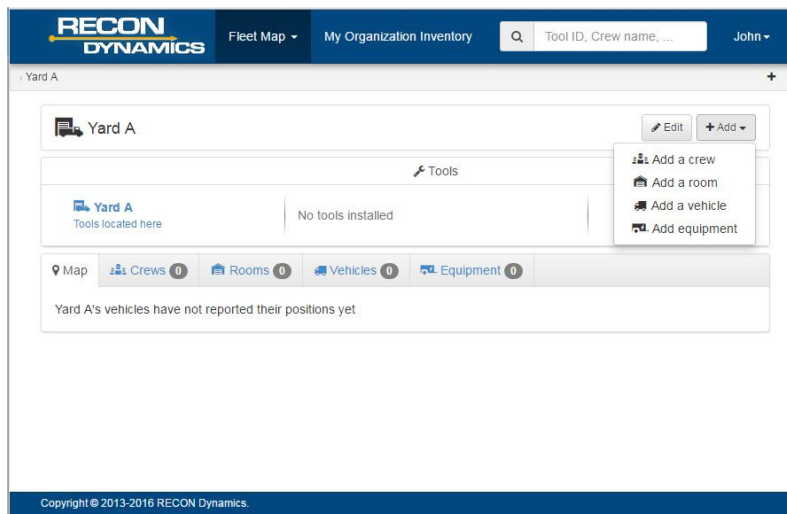 RECON
DYNAMICS
Fleet Map
My Organization Inventory
Tool ID, Crew name, ...
John
Yard A
+
Yard A
Edit
+ Add
Add a crew
Add a room
Add a vehicle
Add equipment
Tools
Yard A
Tools located here
No tools installed
Map
Crews 0
Rooms 0
Vehicles 0
Equipment 0
Yard A's vehicles have not reported their positions yet
Copyright © 2013-2016 RECON Dynamics.